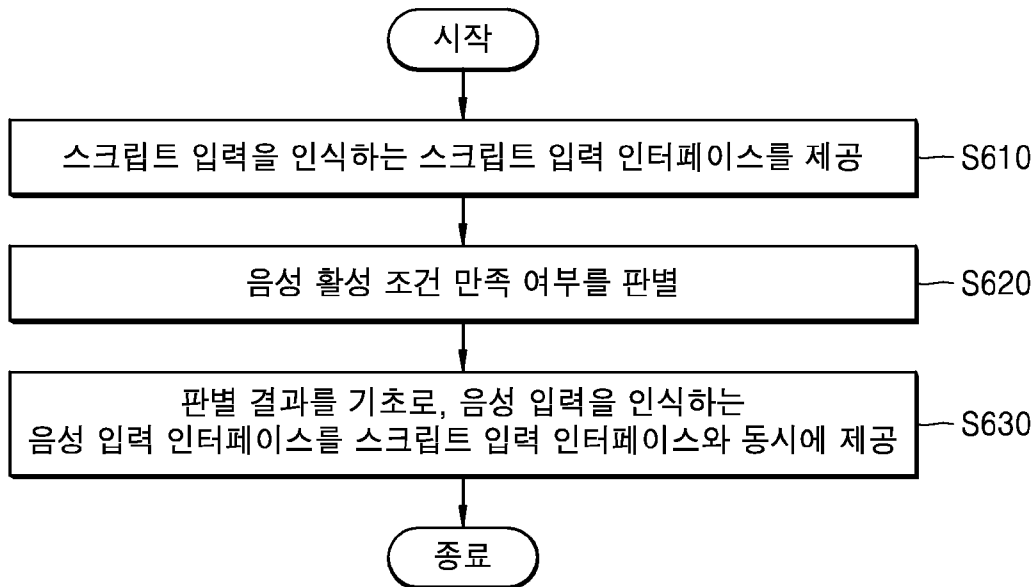 시작
스크립트 입력을 인식하는 스크립트 입력 인터페이스를 제공
S610
음성 활성 조건 만족 여부를 판별
S620
판별 결과를 기초로, 음성 입력을 인식하는
음성 입력 인터페이스를 스크립트 입력 인터페이스와 동시에 제공
S630
종료